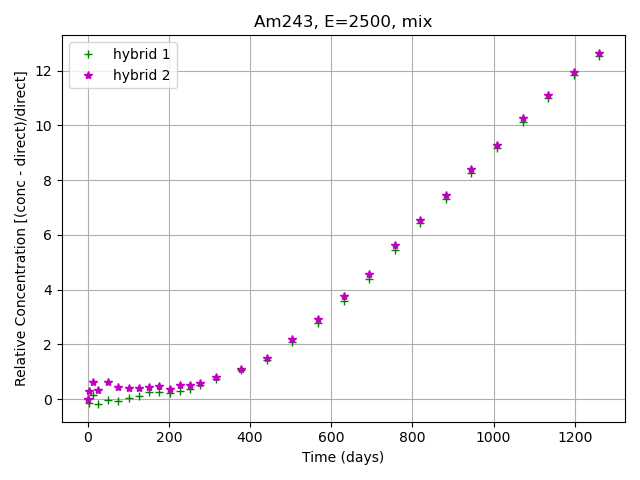 Am243, E=2500, mix
hybrid 1
hybrid 2
Relative Concentration [(conc - direct)/direct]
12
10
8
6
4
2
0
0 200 400 600 800 1000 1200
Time (days)